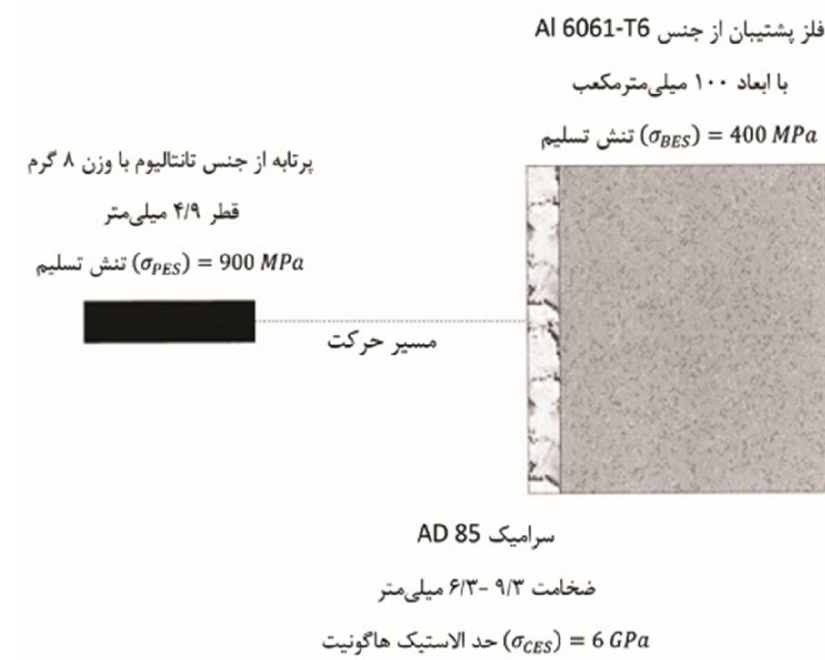 فلز پشتیبان از جنس Al 6061-T6
با ابعاد ۱۰۰ میلی‌مترمکعب
تنش تسلیم (σ_BES) = 400 MPa
پرتابه از جنس تانتالیوم با وزن ۸ گرم
قطر ۴/۹ میلی‌متر
تنش تسلیم (σ_PES) = 900 MPa
مسیر حرکت
سرامیک AD 85
ضخامت ۹/۳ -۶/۳ میلی‌متر
حد الاستیک هاگونیت (σ_CES) = 6 GPa